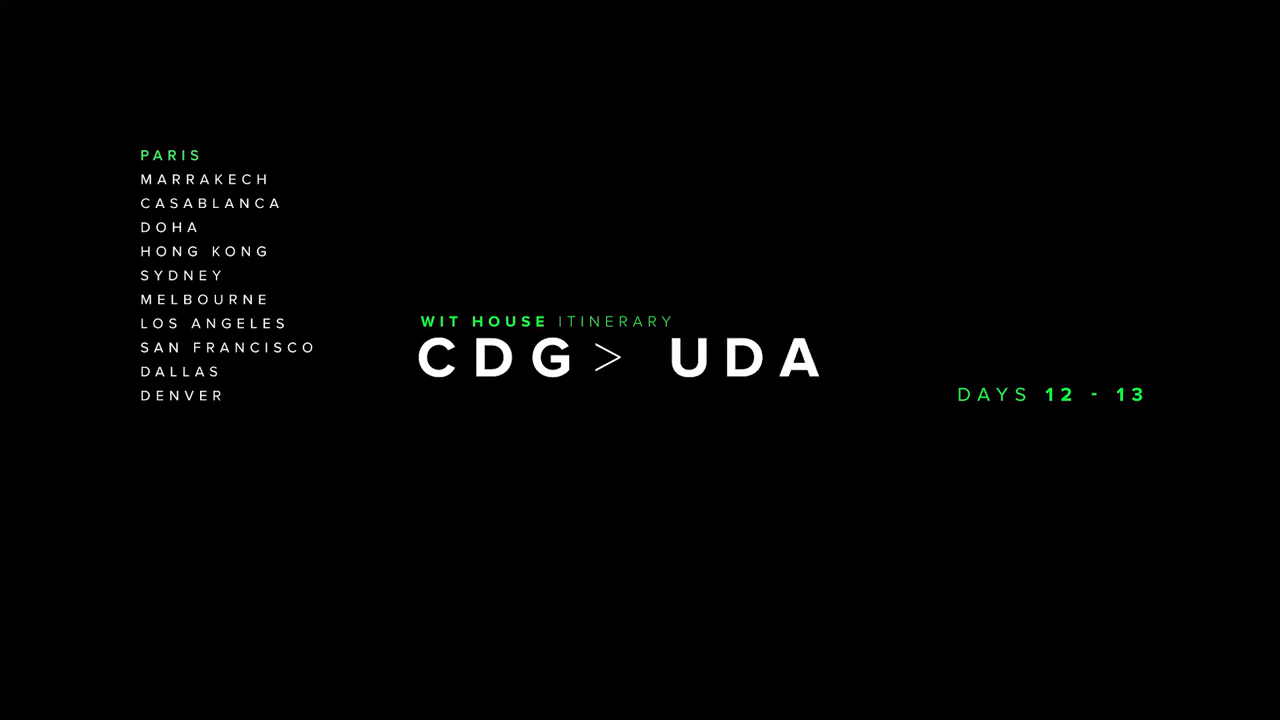 PARIS
MARRAKECH
CASABLANCA
DOHA
HONG KONG
SYDNEY
MELBOURNE
LOS ANGELES
SAN FRANCISCO
DALLAS
DENVER
WIT HOUSE ITINERARY
CDG> UDA
DAYS 12 - 13